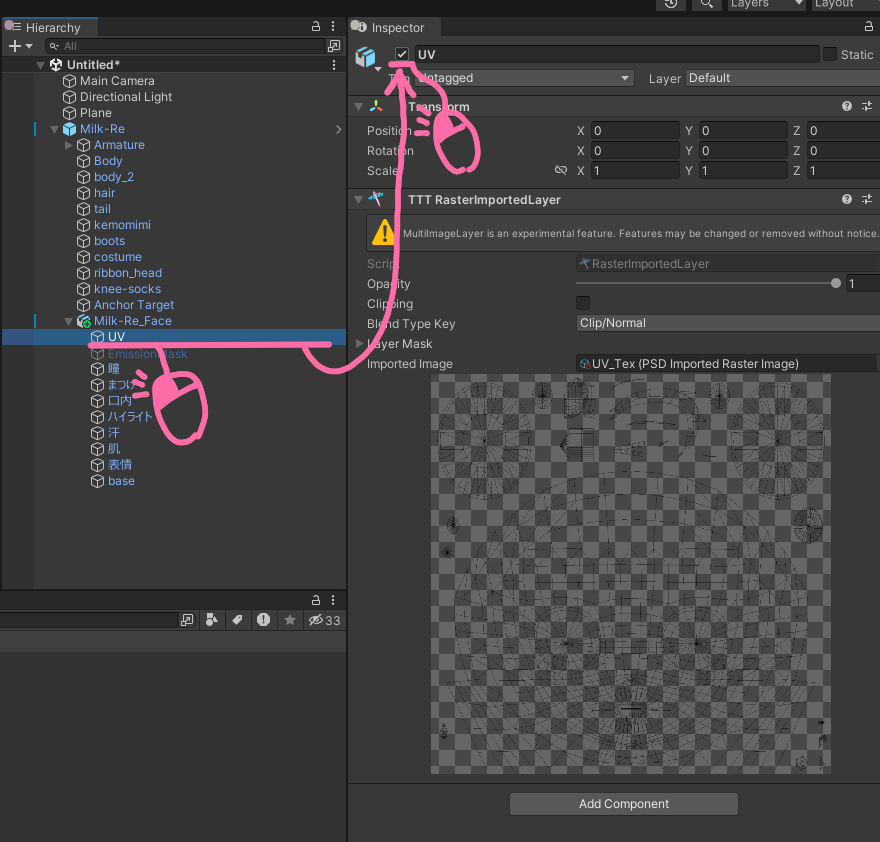 Layers
Layout
Hierarchy
All
Untitled*
Main Camera
Directional Light
Plane
Milk-Re
Armature
Body
body_2
hair
tail
kemomimi
boots
costume
ribbon_head
knee-socks
Anchor Target
Milk-Re_Face
UV
EmissionMask
瞳
まつげ
口内
ハイライト
汗
肌
表情
base
33
Inspector
UV
Static
Tag Untagged
Layer Default
Transform
Position X 0 Y 0 Z 0
Rotation X 0 Y 0 Z 0
Scale X 1 Y 1 Z 1
TTT RasterImportedLayer
MultiImageLayer is an experimental feature. Features may be changed or removed without notice.
Script RasterImportedLayer
Opacity 1
Clipping
Blend Type Key Clip/Normal
Layer Mask
Imported Image UV_Tex (PSD Imported Raster Image)
Add Component